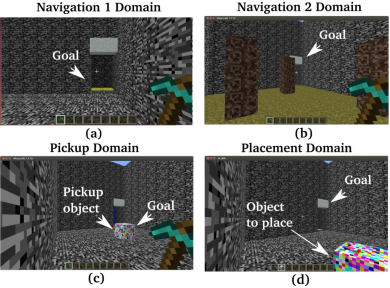 Navigation 1 Domain
Navigation 2 Domain
Goal
Goal
(a)
(b)
Pickup Domain
Placement Domain
Pickup
object
Goal
Goal
Object
to place
(c)
(d)